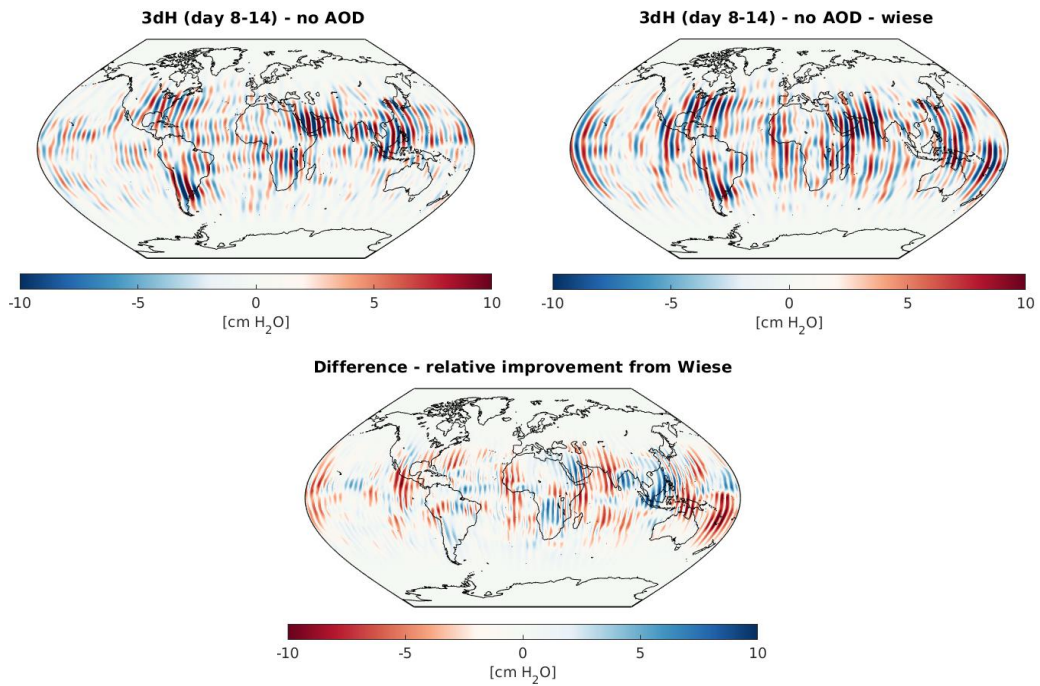 3dH (day 8-14) - no AOD
3dH (day 8-14) - no AOD - wiese
-10 -5 0 5 10
[cm H2O]
-10 -5 0 5 10
[cm H2O]
Difference - relative improvement from Wiese
-10 -5 0 5 10
[cm H2O]